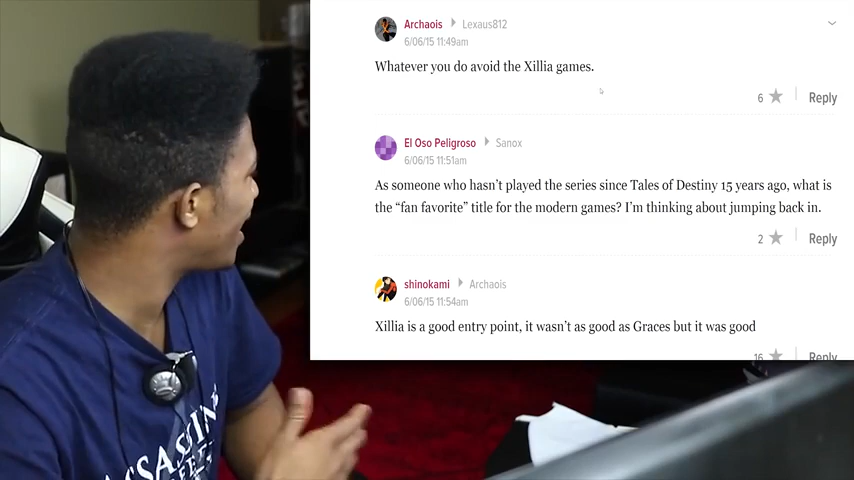 Archaois Lexaus812
6/06/15 11:49am
Whatever you do avoid the Xillia games.
6 Reply
El Oso Peligroso Sanox
6/06/15 11:51am
As someone who hasn't played the series since Tales of Destiny 15 years ago, what is
the “fan favorite” title for the modern games? I'm thinking about jumping back in.
2 Reply
shinokami Archaois
6/06/15 11:54am
Xillia is a good entry point, it wasn't as good as Graces but it was good
16 Reply